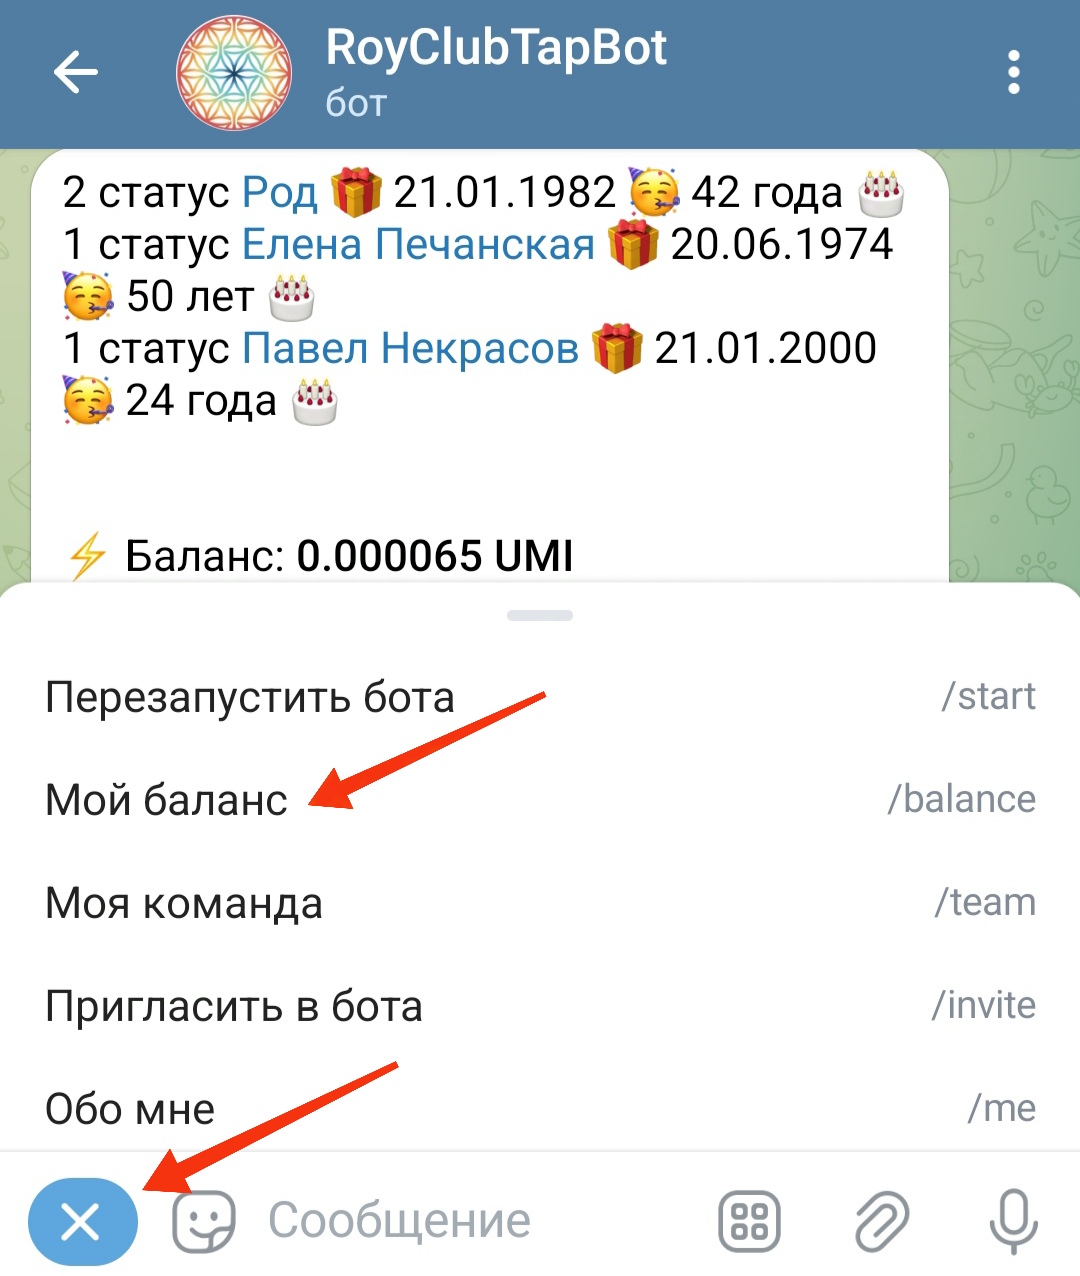 RoyClubTapBot
бот
2 статус Род 🎁 21.01.1982 🥳 42 года 🎂
1 статус Елена Печанская 🎁 20.06.1974
🥳 50 лет 🎂
1 статус Павел Некрасов 🎁 21.01.2000
🥳 24 года 🎂
⚡ Баланс: 0.000065 UMI
Перезапустить бота /start
Мой баланс /balance
Моя команда /team
Пригласить в бота /invite
Обо мне /me
Сообщение